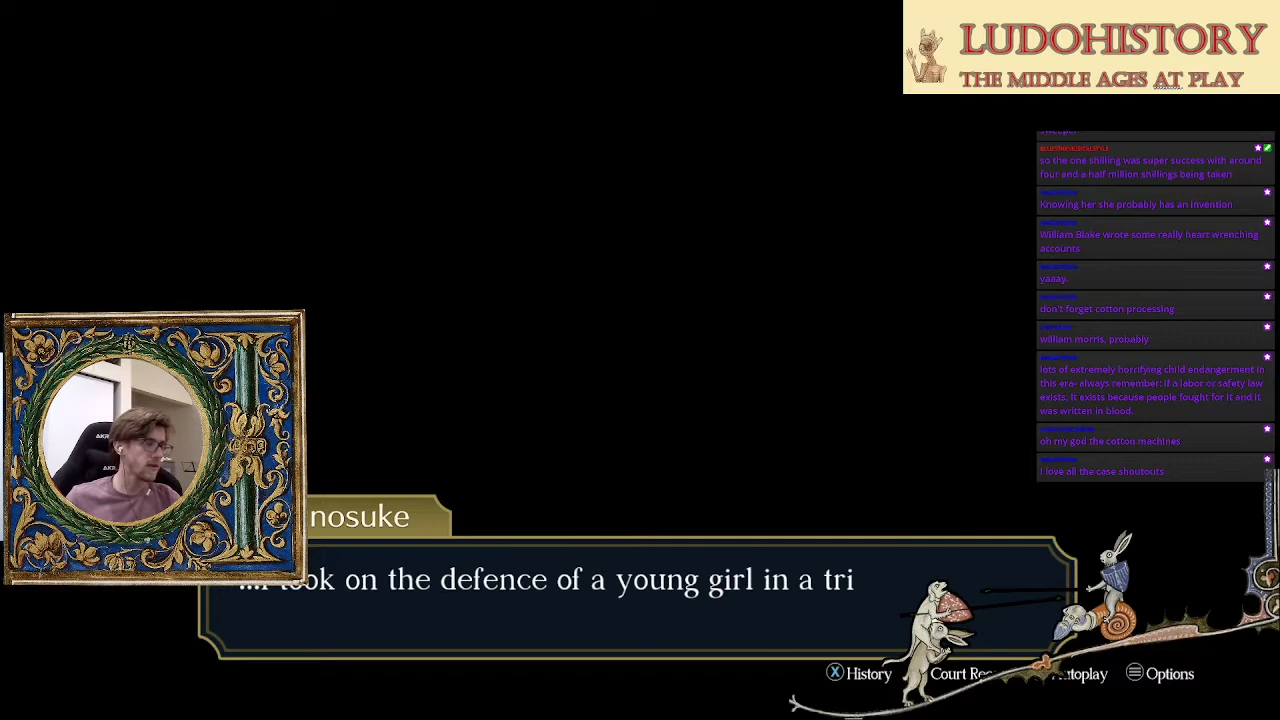 LUDOHISTORY
THE MIDDLE AGES AT PLAY
so the one shilling was super success with around
four and a half million shillings being taken
Knowing her she probably has an invention
William Blake wrote some really heart wrenching
accounts
yaaay.
don't forget cotton processing
william morris, probably
lots of extremely horrifying child endangerment in
this era- always remember: if a labor or safety law
exists, it exists because people fought for it and it
was written in blood.
oh my god the cotton machines
I love all the case shoutouts
AKR
AKR
nosuke
took on the defence of a young girl in a tri
X History
Court Rec
utoplay
Options